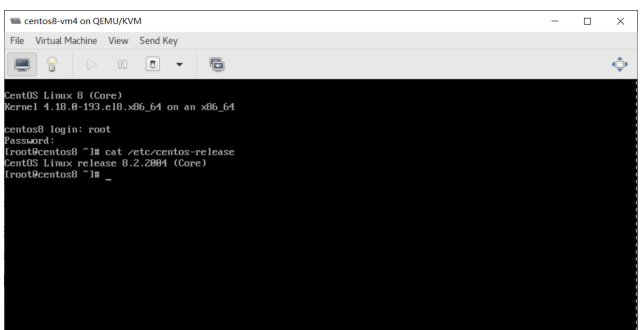 centos8-vm4 on QEMU/KVM
File Virtual Machine View Send Key
CentOS Linux 8 (Core)
Kernel 4.18.0-193.el8.x86_64 on an x86_64
centos8 login: root
Password:
[root@centos8 ~]# cat /etc/centos-release
CentOS Linux release 8.2.2004 (Core)
[root@centos8 ~]# _